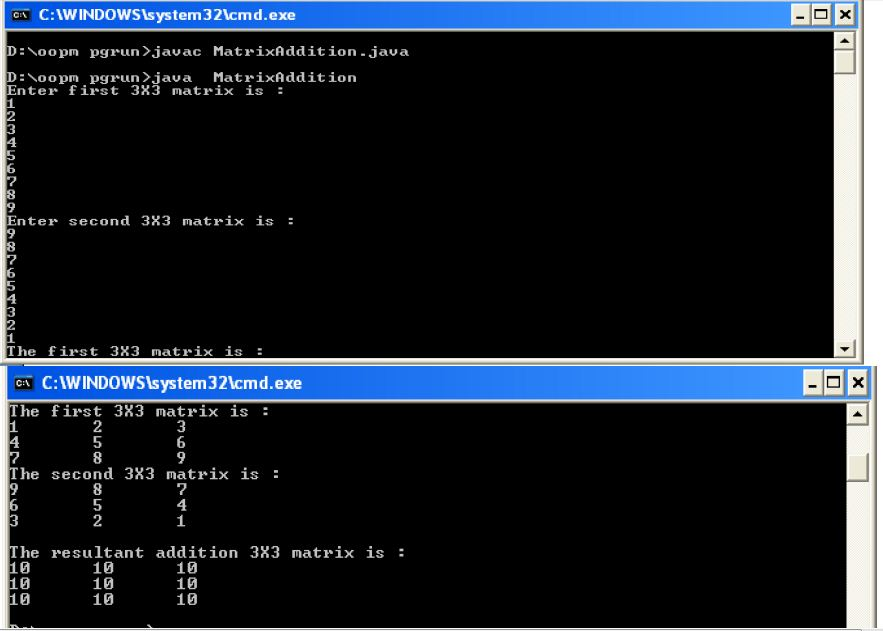 C:\WINDOWS\system32\cmd.exe
D:\oopm pgrun>javac MatrixAddition.java
D:\oopm pgrun>java  MatrixAddition
Enter first 3X3 matrix is :
1
2
3
4
5
6
7
8
9
Enter second 3X3 matrix is :
9
8
7
6
5
4
3
2
1
The first 3X3 matrix is :
C:\WINDOWS\system32\cmd.exe
The first 3X3 matrix is :
1 2 3
4 5 6
7 8 9
The second 3X3 matrix is :
9 8 7
6 5 4
3 2 1
The resultant addition 3X3 matrix is :
10 10 10
10 10 10
10 10 10